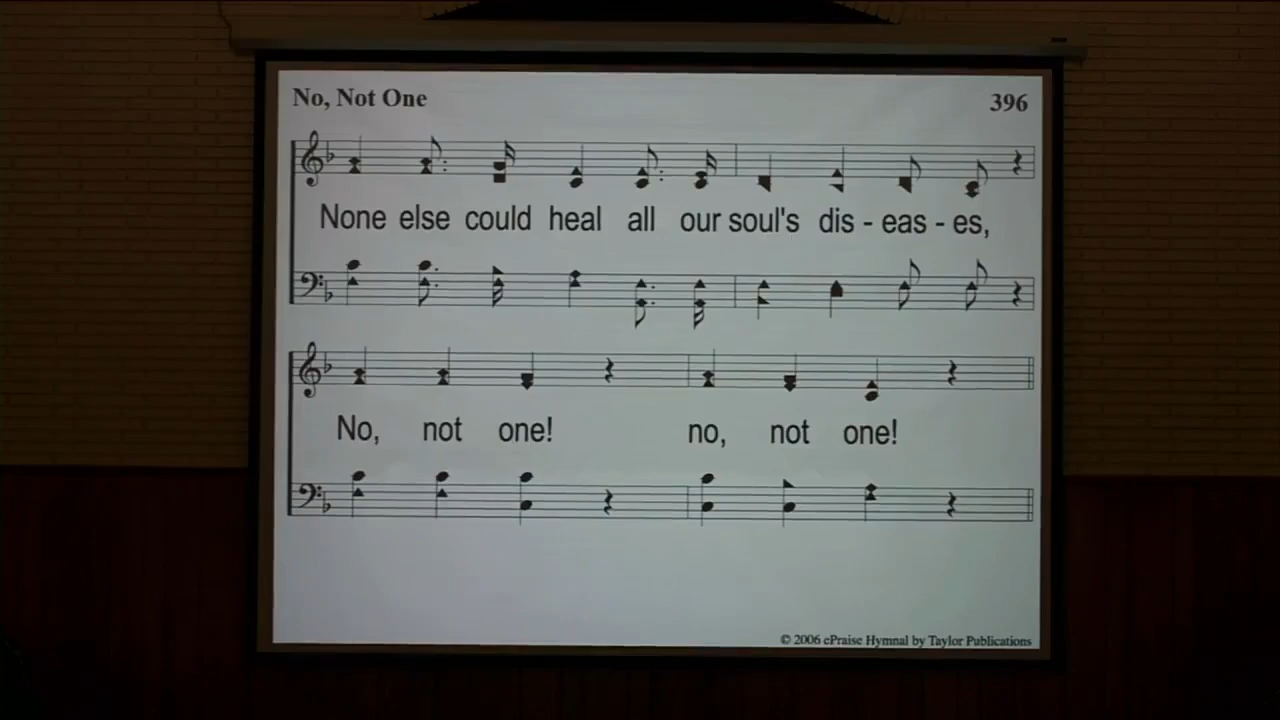 No, Not One
396
None else could heal all our soul's dis - eas - es,
No, not one! no, not one!
© 2006 ePraise Hymnal by Taylor Publications